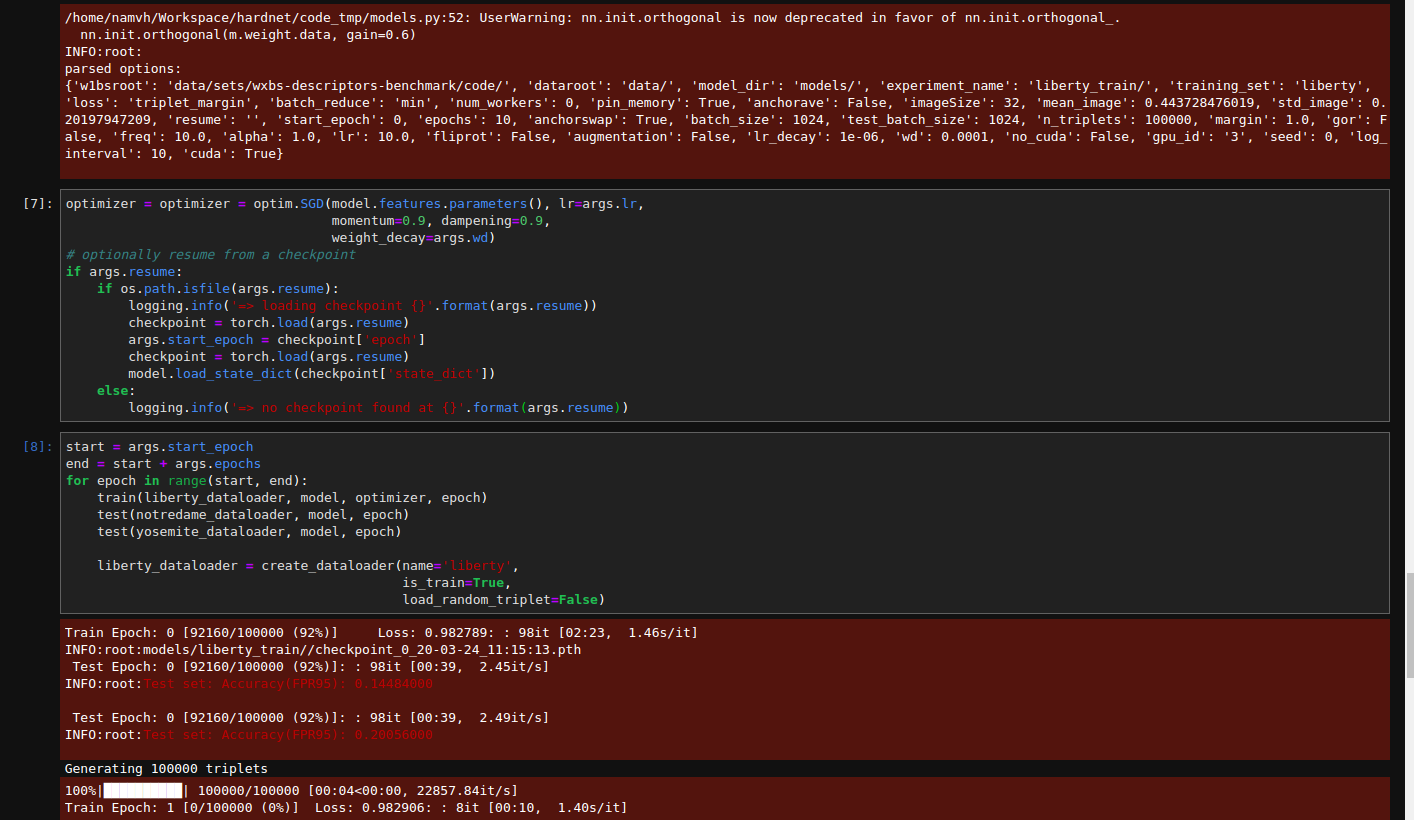 /home/namvh/Workspace/hardnet/code_tmp/models.py:52: UserWarning: nn.init.orthogonal is now deprecated in favor of nn.init.orthogonal_.
  nn.init.orthogonal(m.weight.data, gain=0.6)
INFO:root:
parsed options:
{'w1bsroot': 'data/sets/wxbs-descriptors-benchmark/code/', 'dataroot': 'data/', 'model_dir': 'models/', 'experiment_name': 'liberty_train/', 'training_set': 'liberty',
'loss': 'triplet_margin', 'batch_reduce': 'min', 'num_workers': 0, 'pin_memory': True, 'anchorave': False, 'imageSize': 32, 'mean_image': 0.443728476019, 'std_image': 0.
20197947209, 'resume': '', 'start_epoch': 0, 'epochs': 10, 'anchorswap': True, 'batch_size': 1024, 'test_batch_size': 1024, 'n_triplets': 100000, 'margin': 1.0, 'gor': F
alse, 'freq': 10.0, 'alpha': 1.0, 'lr': 10.0, 'fliprot': False, 'augmentation': False, 'lr_decay': 1e-06, 'wd': 0.0001, 'no_cuda': False, 'gpu_id': '3', 'seed': 0, 'log_
interval': 10, 'cuda': True}
[7]: optimizer = optimizer = optim.SGD(model.features.parameters(), lr=args.lr,
                                  momentum=0.9, dampening=0.9,
                                  weight_decay=args.wd)
# optionally resume from a checkpoint
if args.resume:
    if os.path.isfile(args.resume):
        logging.info('=> loading checkpoint {}'.format(args.resume))
        checkpoint = torch.load(args.resume)
        args.start_epoch = checkpoint['epoch']
        checkpoint = torch.load(args.resume)
        model.load_state_dict(checkpoint['state_dict'])
    else:
        logging.info('=> no checkpoint found at {}'.format(args.resume))
[8]: start = args.start_epoch
end = start + args.epochs
for epoch in range(start, end):
    train(liberty_dataloader, model, optimizer, epoch)
    test(notredame_dataloader, model, epoch)
    test(yosemite_dataloader, model, epoch)
    liberty_dataloader = create_dataloader(name='liberty',
                                           is_train=True,
                                           load_random_triplet=False)
Train Epoch: 0 [92160/100000 (92%)]     Loss: 0.982789: : 98it [02:23,  1.46s/it]
INFO:root:models/liberty_train//checkpoint_0_20-03-24_11:15:13.pth
 Test Epoch: 0 [92160/100000 (92%)]: : 98it [00:39,  2.45it/s]
INFO:root:Test set: Accuracy(FPR95): 0.14484000
 Test Epoch: 0 [92160/100000 (92%)]: : 98it [00:39,  2.49it/s]
INFO:root:Test set: Accuracy(FPR95): 0.20056000
Generating 100000 triplets
100%|██████████| 100000/100000 [00:04<00:00, 22857.84it/s]
Train Epoch: 1 [0/100000 (0%)]  Loss: 0.982906: : 8it [00:10,  1.40s/it]